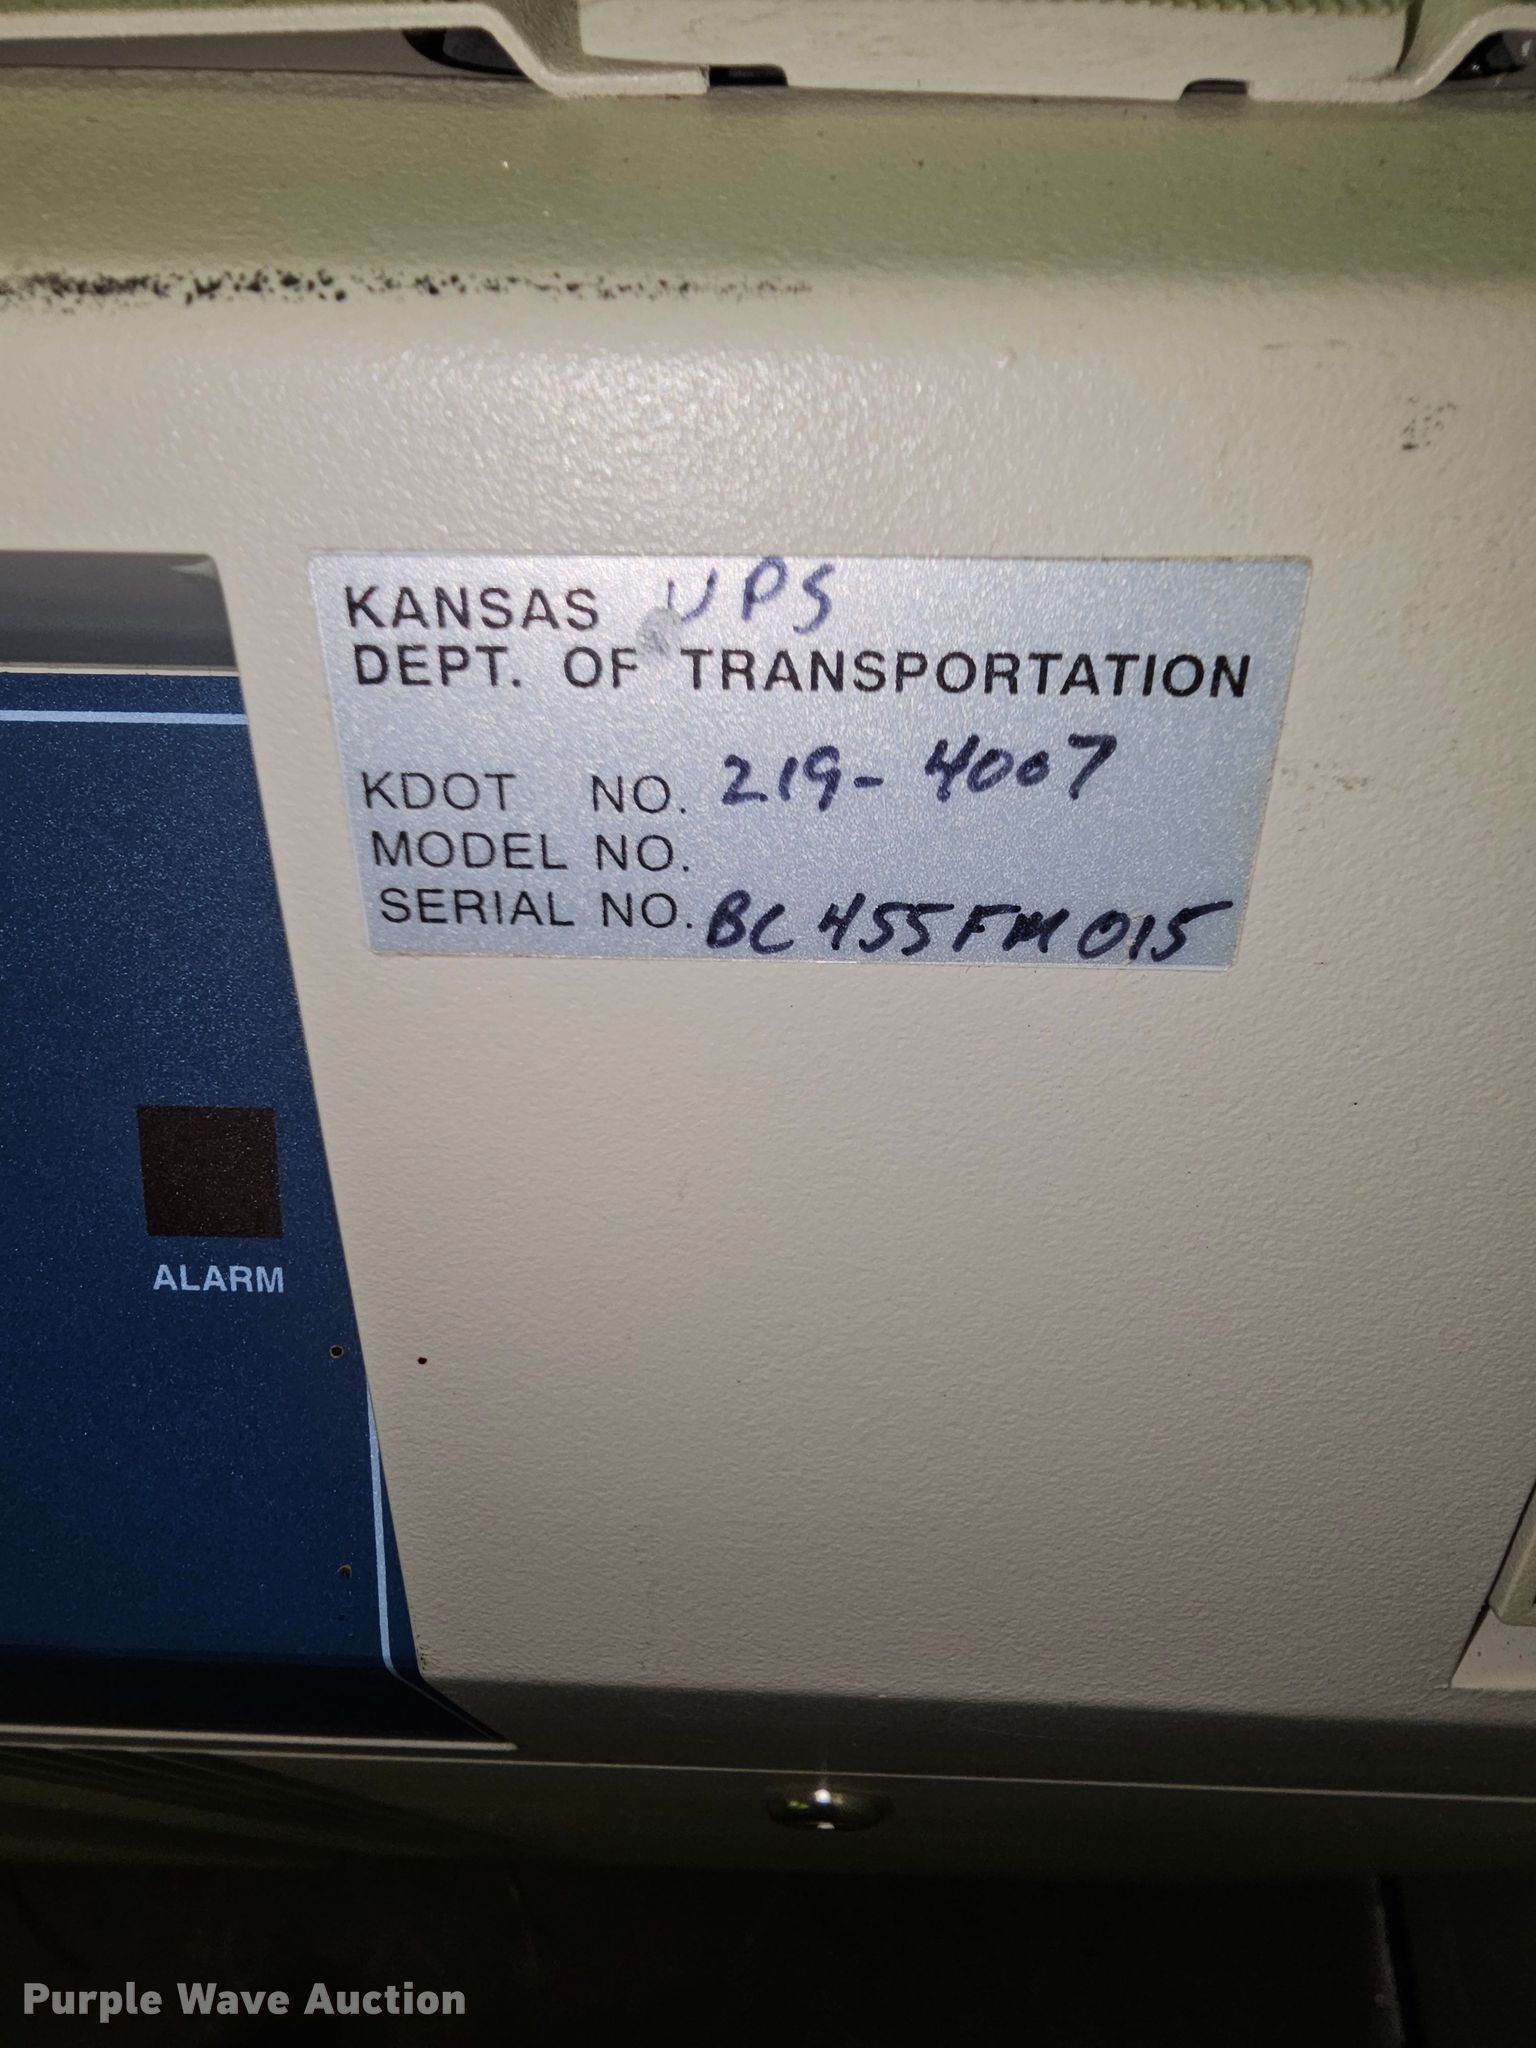 KANSAS UPS
DEPT. OF TRANSPORTATION
KDOT NO. 219-4007
MODEL NO.
SERIAL NO. BC455FM015
ALARM
Purple Wave Auction